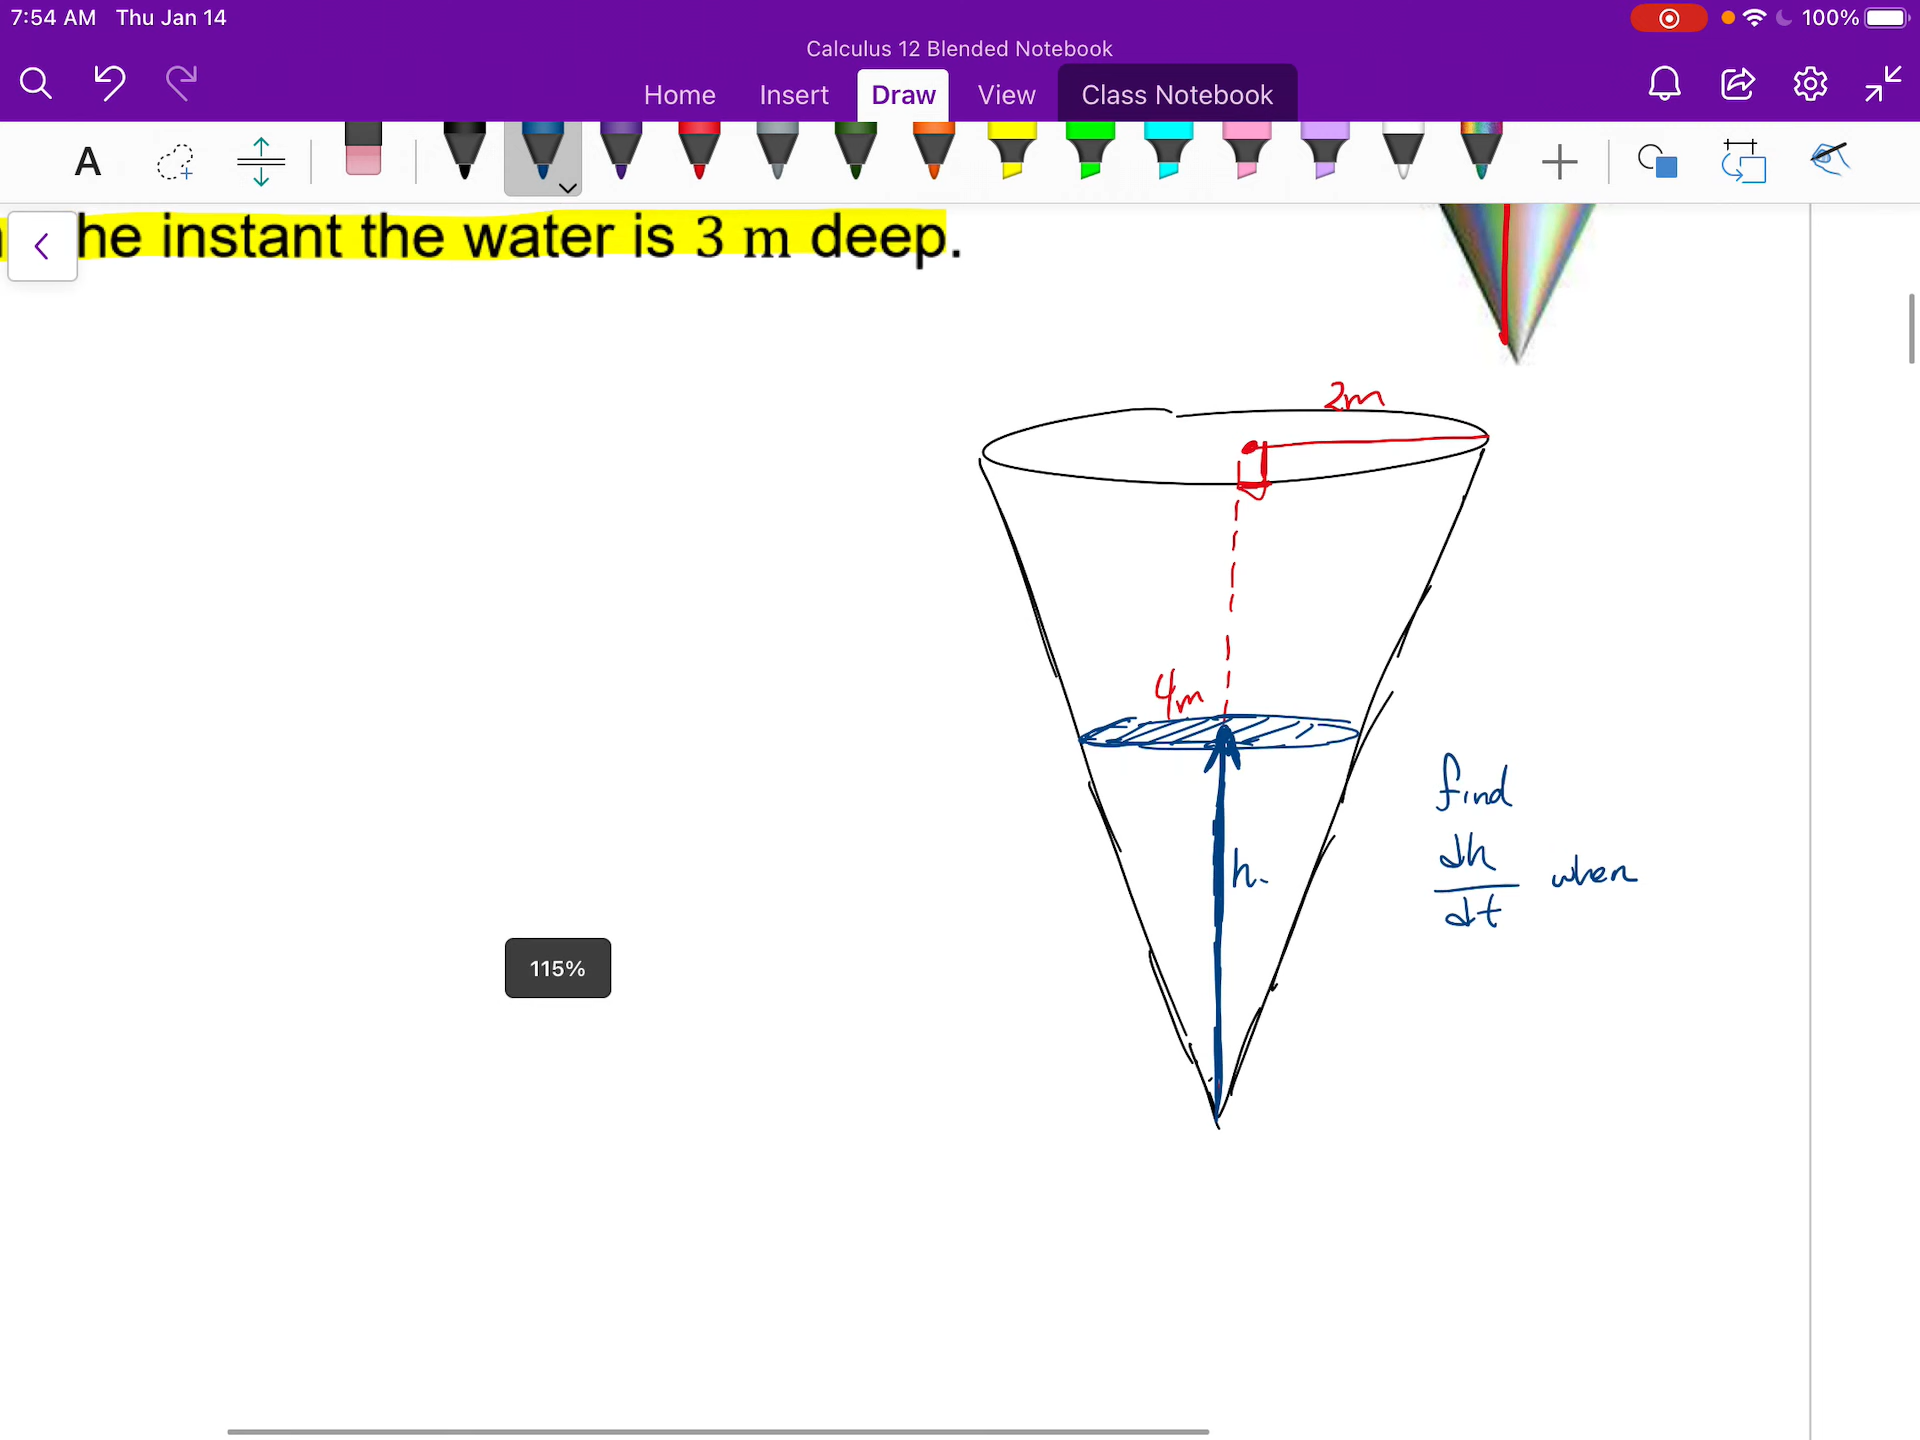 7:54 AM Thu Jan 14
100%
Calculus 12 Blended Notebook
Home Insert Draw View Class Notebook
A
he instant the water is 3 m deep.
2m
4m
h
find
dh
dt
when
115%